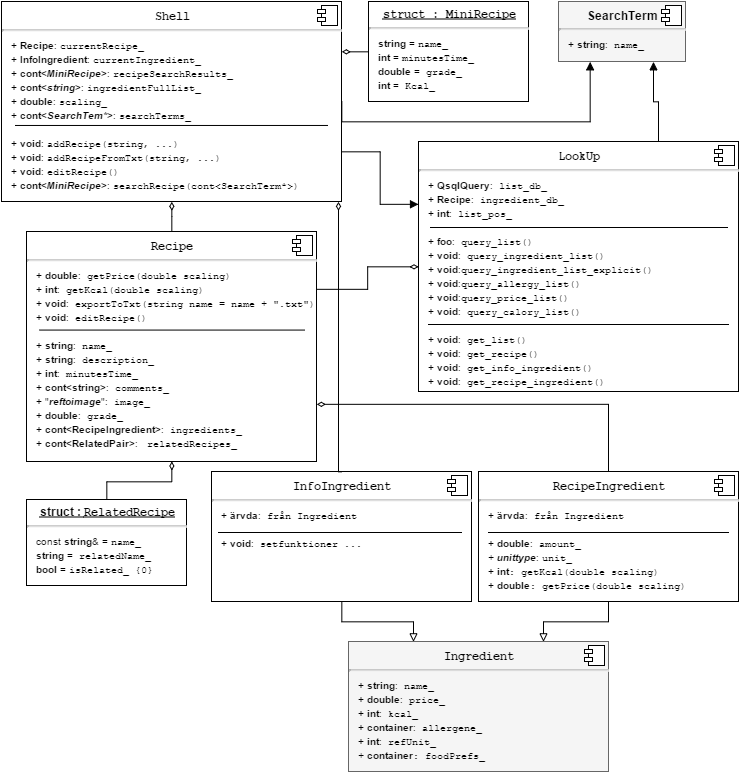 Shell
+ Recipe: currentRecipe_
+ InfoIngredient: currentIngredient_
+ cont<MiniRecipe>: recipeSearchResults_
+ cont<string>: ingredientFullList_
+ double: scaling_
+ cont<SearchTem*>: searchTerms_
+ void: addRecipe(string, ...)
+ void: addRecipeFromTxt(string, ...)
+ void: editRecipe()
+ cont<MiniRecipe>: searchRecipe(cont<SearchTerm*>)
struct : MiniRecipe
string = name_
int = minutesTime_
double = grade_
int = Kcal_
SearchTerm
+ string: name_
LookUp
+ QsqlQuery: list_db_
+ Recipe: ingredient_db_
+ int: list_pos_
+ foo: query_list()
+ void: query_ingredient_list()
+ void:query_ingredient_list_explicit()
+ void:query_allergy_list()
+ void:query_price_list()
+ void: query_calory_list()
+ void: get_list()
+ void: get_recipe()
+ void: get_info_ingredient()
+ void: get_recipe_ingredient()
Recipe
+ double: getPrice(double scaling)
+ int: getKcal(double scaling)
+ void: exportToTxt(string name = name + ".txt")
+ void: editRecipe()
+ string: name_
+ string: description_
+ int: minutesTime_
+ cont<string>: comments_
+ "reftoimage": image_
+ double: grade_
+ cont<RecipeIngredient>: ingredients_
+ cont<RelatedPair>: relatedRecipes_
struct : RelatedRecipe
const string& = name_
string = relatedName_
bool = isRelated_ {0}
InfoIngredient
+ ärvda: från Ingredient
+ void: setfunktioner ...
RecipeIngredient
+ ärvda: från Ingredient
+ double: amount_
+ unittype: unit_
+ int: getKcal(double scaling)
+ double: getPrice(double scaling)
Ingredient
+ string: name_
+ double: price_
+ int: kcal_
+ container: allergene_
+ int: refUnit_
+ container: foodPrefs_